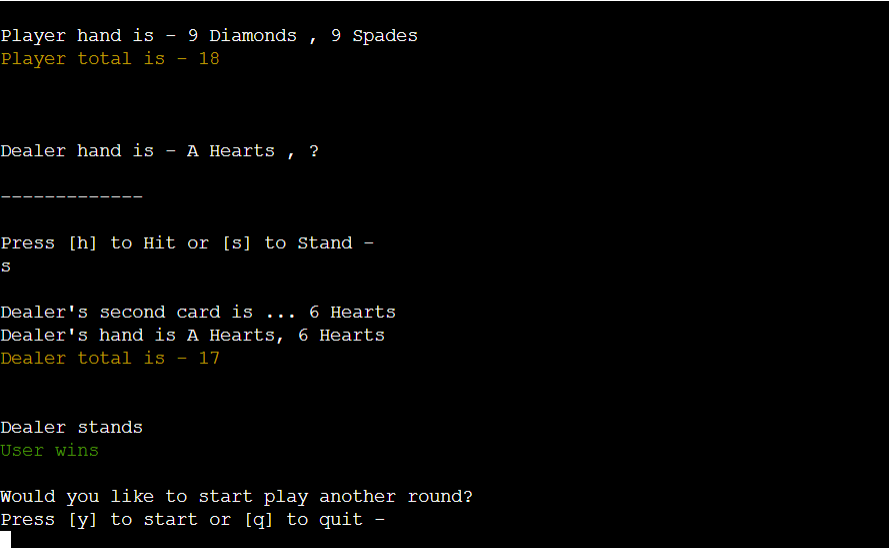 Player hand is - 9 Diamonds , 9 Spades
Player total is - 18
Dealer hand is - A Hearts , ?
-------------
Press [h] to Hit or [s] to Stand -
s
Dealer's second card is ... 6 Hearts
Dealer's hand is A Hearts, 6 Hearts
Dealer total is - 17
Dealer stands
User wins
Would you like to start play another round?
Press [y] to start or [q] to quit -